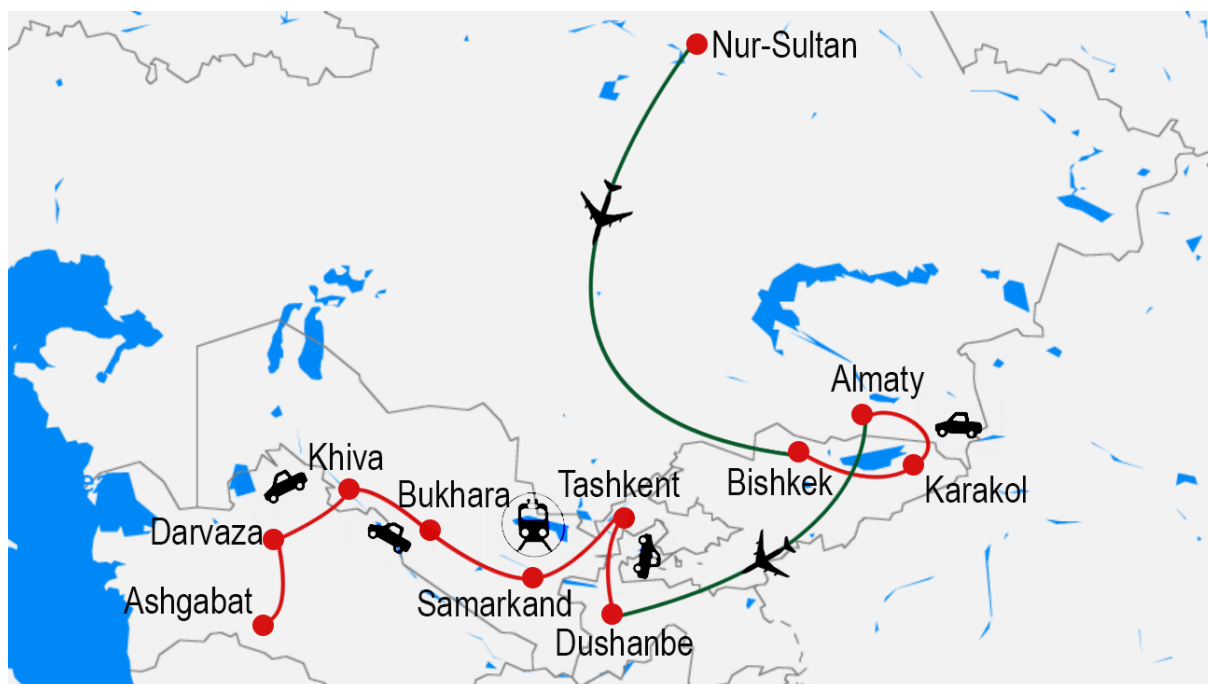 Nur-Sultan
Almaty
Khiva
Bishkek
Tashkent
Karakol
Bukhara
Darvaza
Ashgabat
Samarkand
Dushanbe